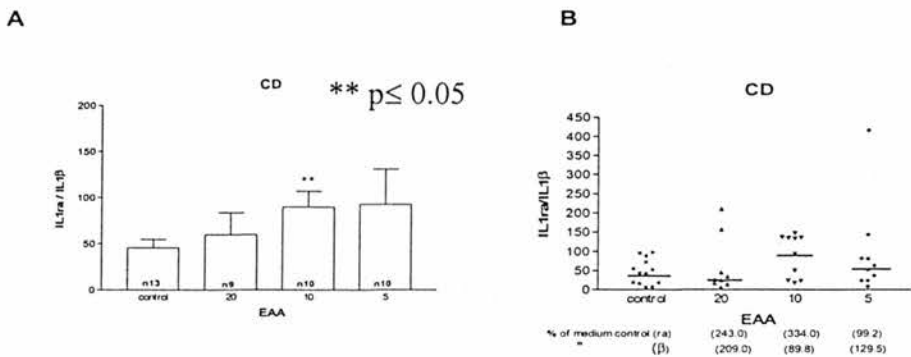 A
CD
** p≤ 0.05
IL1ra / IL1β
200
150
100
50
0
**
n13
n9
n10
n10
control
20
10
5
EAA
B
CD
IL1ra/IL1β
450
400
350
300
250
200
150
100
50
0
control
20
10
5
EAA
% of medium control (ra) (243.0) (334.0) (99.2)
" (β) (209.0) (89.8) (129.5)